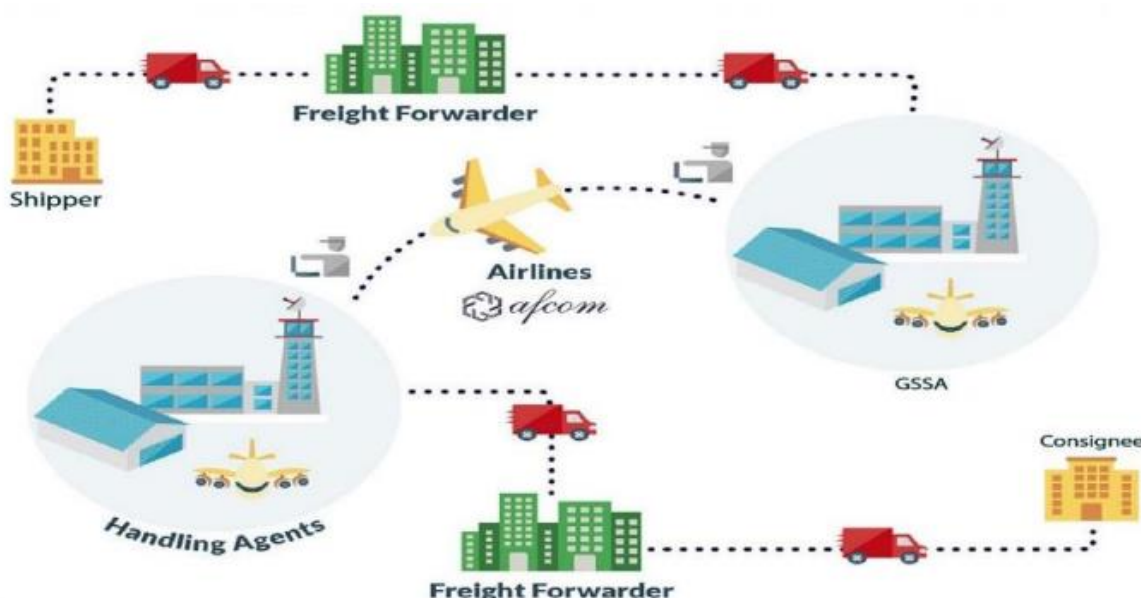 Freight Forwarder
Shipper
Airlines
afcom
GSSA
Consignee
Handling Agents
Freight Forwarder